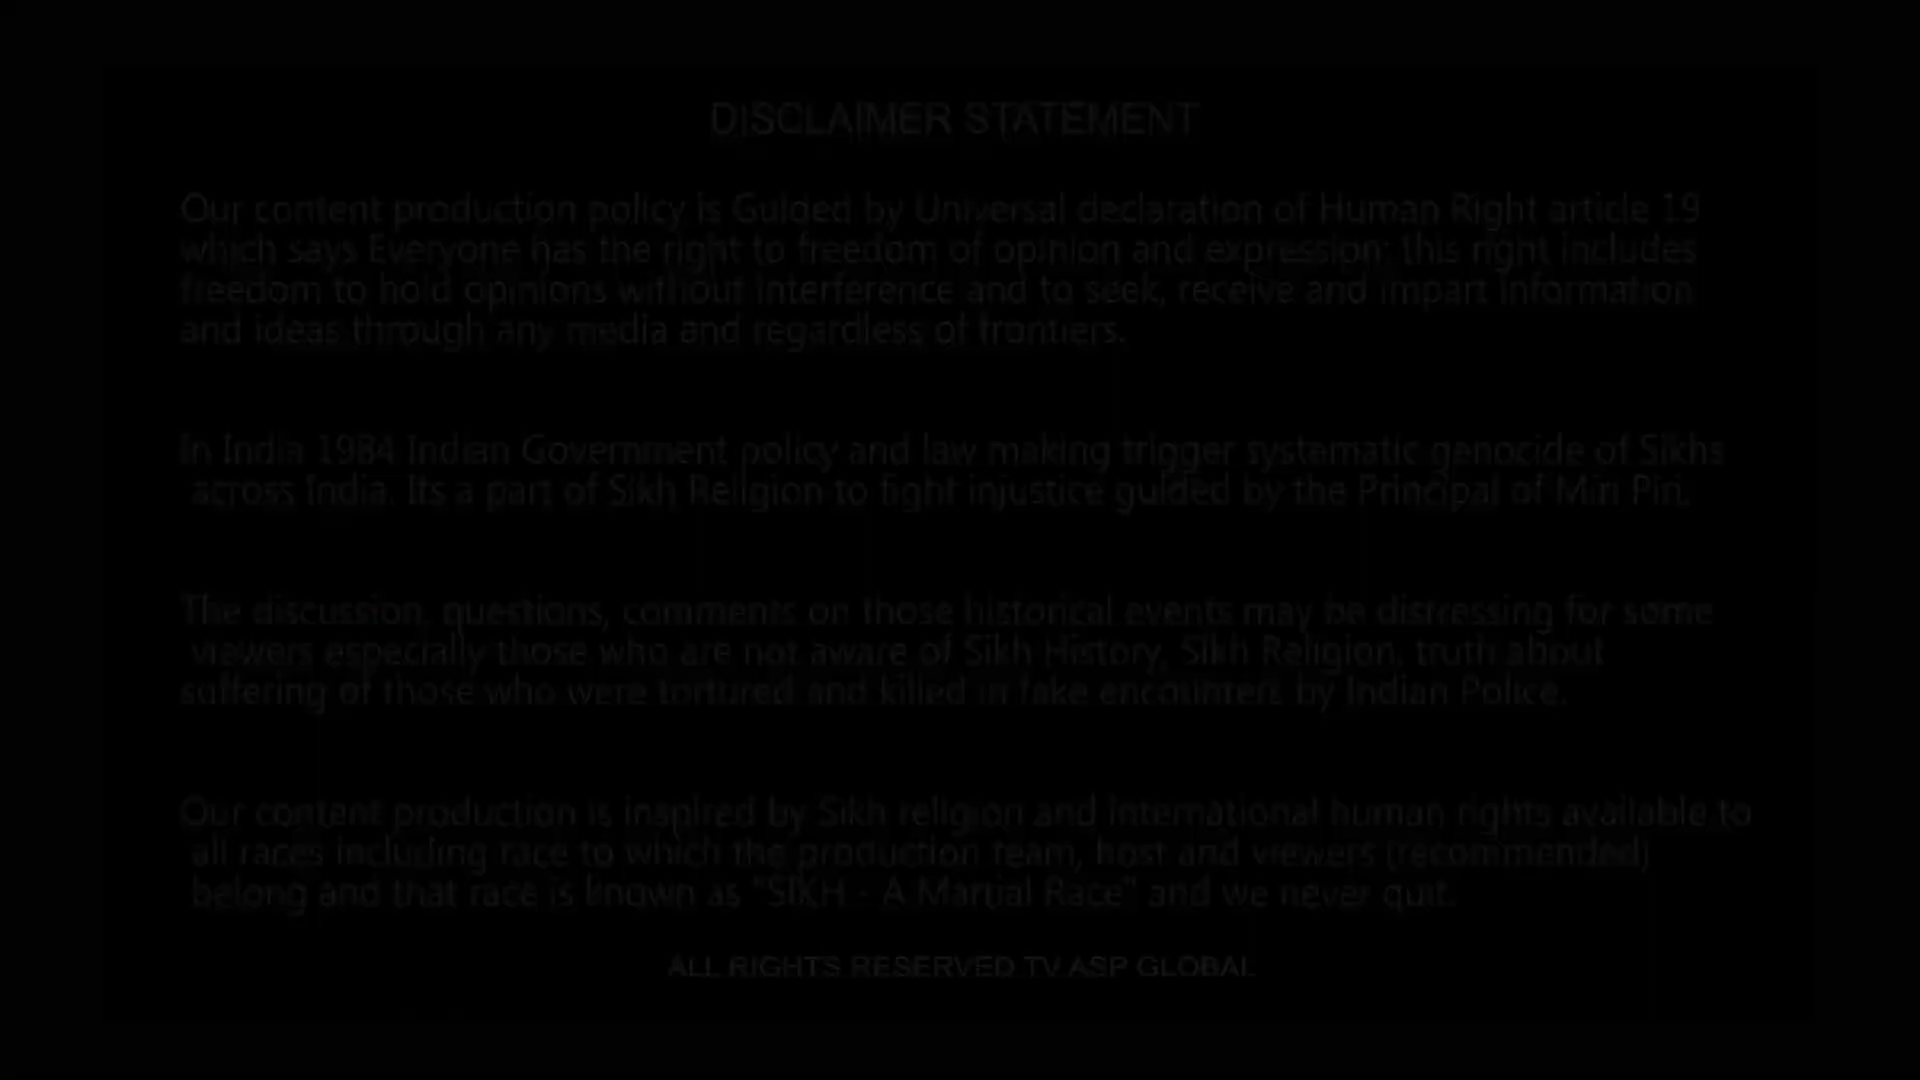 DISCLAIMER STATEMENT
Our content production policy is Guided by Universal declaration of Human Right article 19
which says Everyone has the right to freedom of opinion and expression; this right includes
freedom to hold opinions without interference and to seek, receive and impart information
and ideas through any media and regardless of frontiers.
In India 1984 Indian Government policy and law making trigger systematic genocide of Sikhs
across India. Its a part of Sikh Religion to fight injustice guided by the Principal of Miri Piri.
The discussion, questions, comments on those historical events may be distressing for some
viewers especially those who are not aware of Sikh History, Sikh Religion, truth about
suffering of those who were tortured and killed in fake encounters by Indian Police.
Our content production is inspired by Sikh religion and International human rights available to
all races including race to which the production team, host and viewers (recommended)
belong and that race is known as "SIKH - A Martial Race" and we never quit.
ALL RIGHTS RESERVED TV ASP GLOBAL